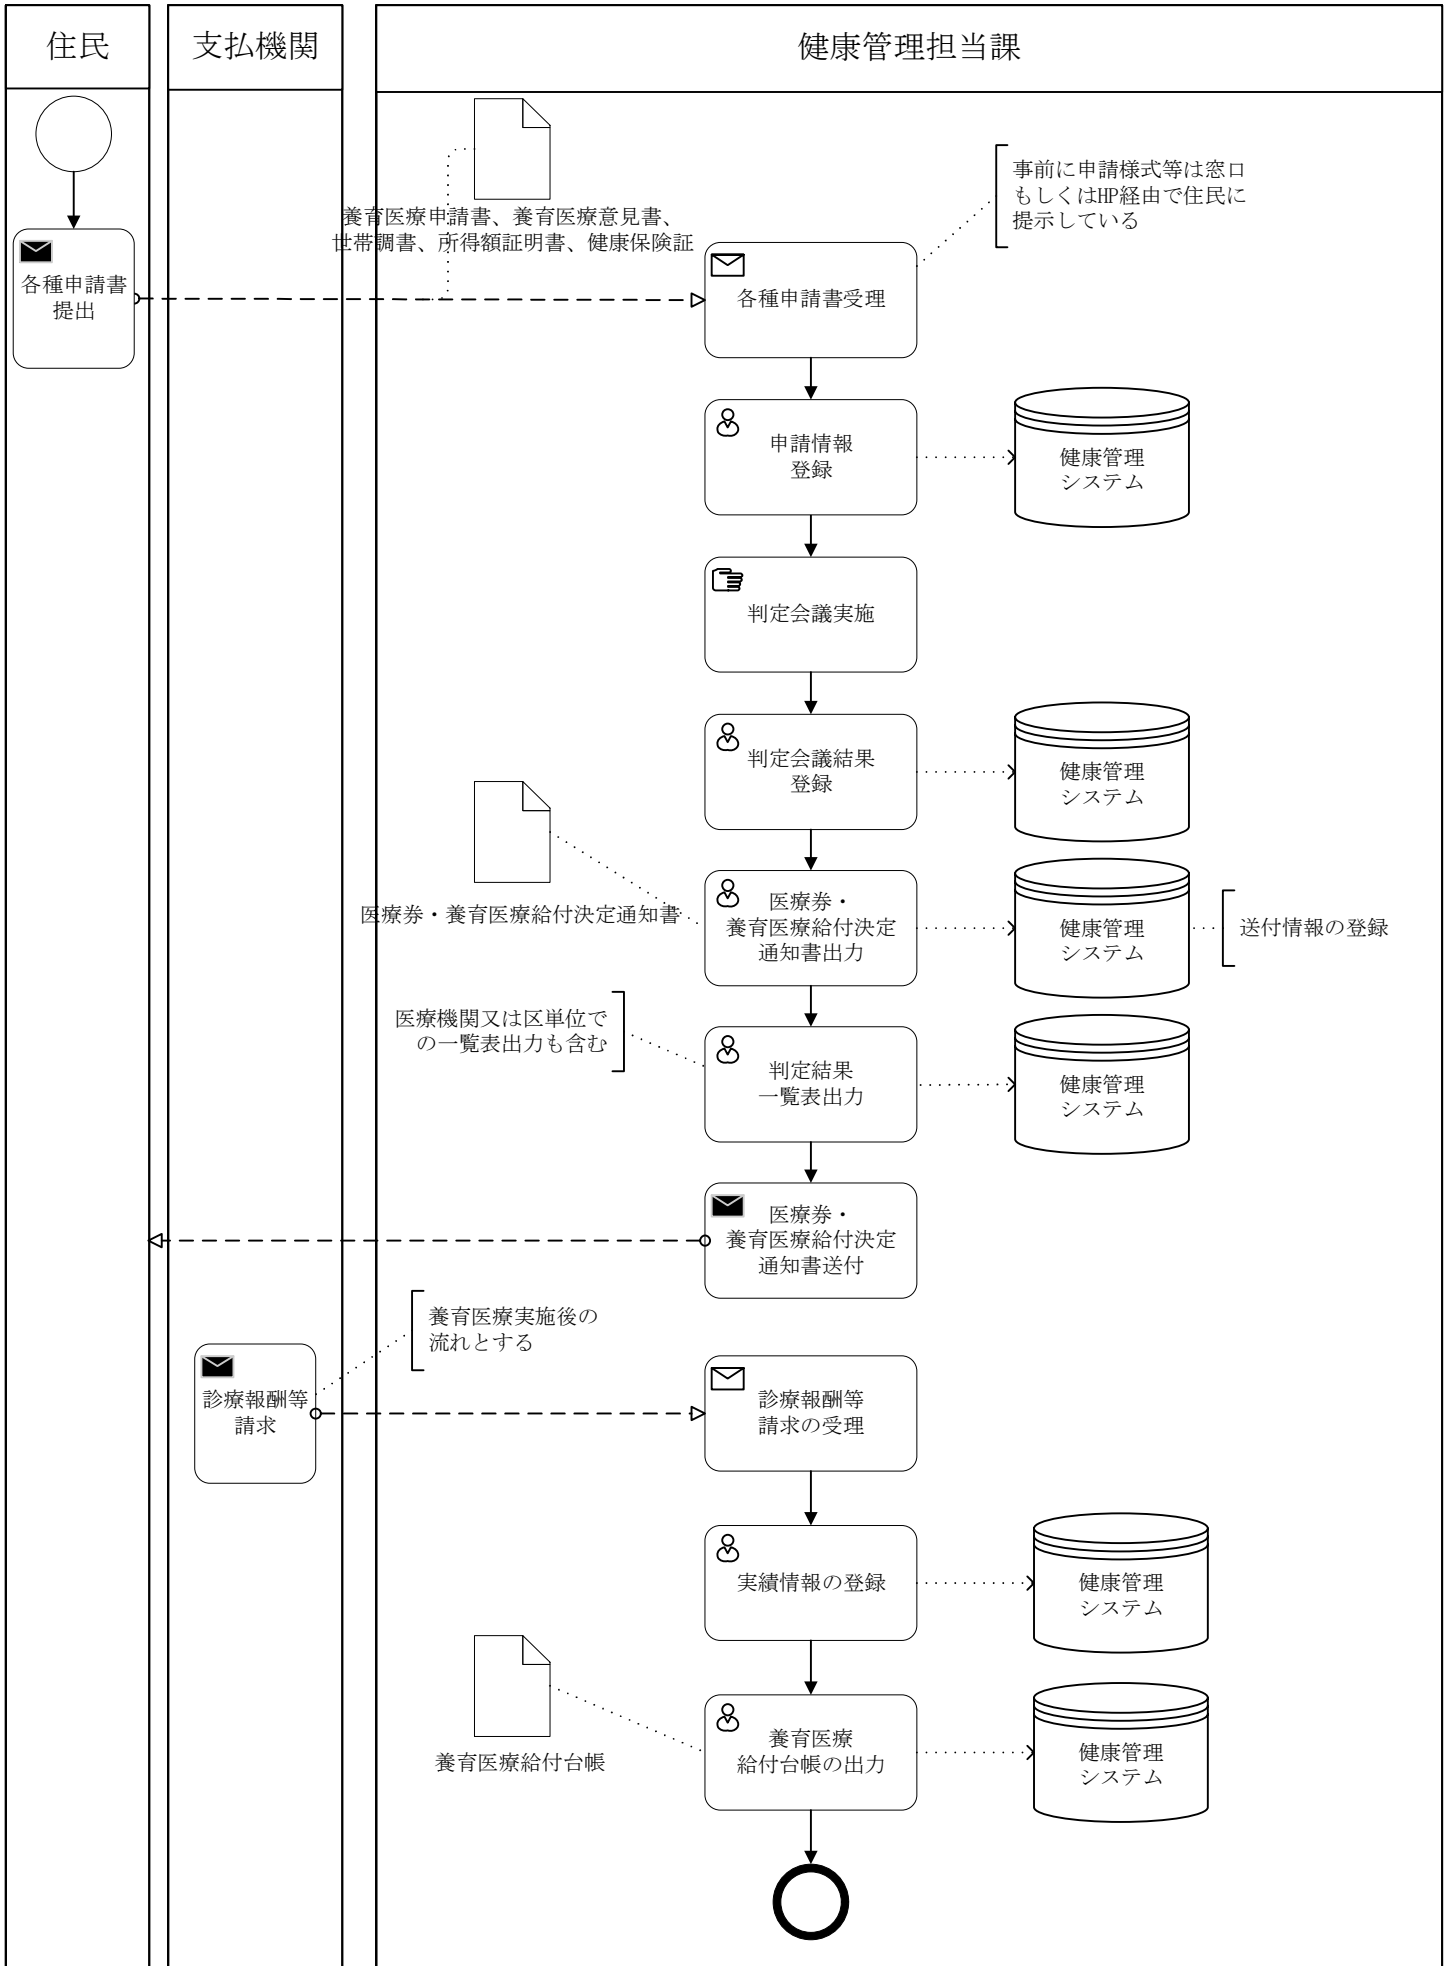 住民
支払機関
健康管理担当課
事前に申請様式等は窓口
もしくはHP経由で住民に
提示している
養育医療申請書、養育医療意見書、
世帯調書、所得額証明書、健康保険証
各種申請書
提出
各種申請書受理
申請情報
登録
健康管理
システム
判定会議実施
判定会議結果
登録
健康管理
システム
医療券・養育医療給付決定通知書
医療券・
養育医療給付決定
通知書出力
健康管理
システム
送付情報の登録
医療機関又は区単位で
の一覧表出力も含む
判定結果
一覧表出力
健康管理
システム
医療券・
養育医療給付決定
通知書送付
養育医療実施後の
流れとする
診療報酬等
請求
診療報酬等
請求の受理
実績情報の登録
健康管理
システム
養育医療給付台帳
養育医療
給付台帳の出力
健康管理
システム